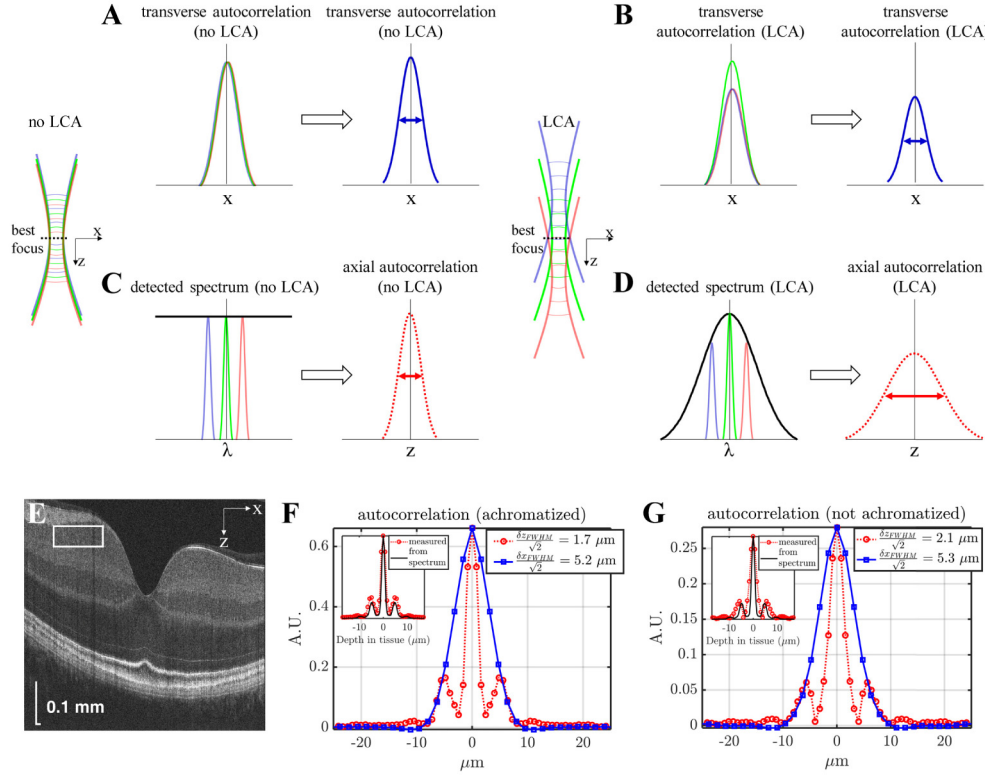 A
transverse autocorrelation
(no LCA)
transverse autocorrelation
(no LCA)
x
x
B
transverse
autocorrelation (LCA)
transverse
autocorrelation (LCA)
x
x
no LCA
best
focus
x
z
LCA
best
focus
x
z
C
detected spectrum (no LCA)
axial autocorrelation
(no LCA)
λ
z
D
detected spectrum (LCA)
axial autocorrelation
(LCA)
λ
z
E
x
z
0.1 mm
F
autocorrelation (achromatized)
δz_FWHM/√2 = 1.7 μm
δx_FWHM/√2 = 5.2 μm
measured
from
spectrum
-10 0 10
Depth in tissue (μm)
A.U.
0.6
0.4
0.2
0
-20 -10 0 10 20
μm
G
autocorrelation (not achromatized)
δz_FWHM/√2 = 2.1 μm
δx_FWHM/√2 = 5.3 μm
measured
from
spectrum
-10 0 10
Depth in tissue (μm)
A.U.
0.25
0.2
0.15
0.1
0.05
0
-20 -10 0 10 20
μm